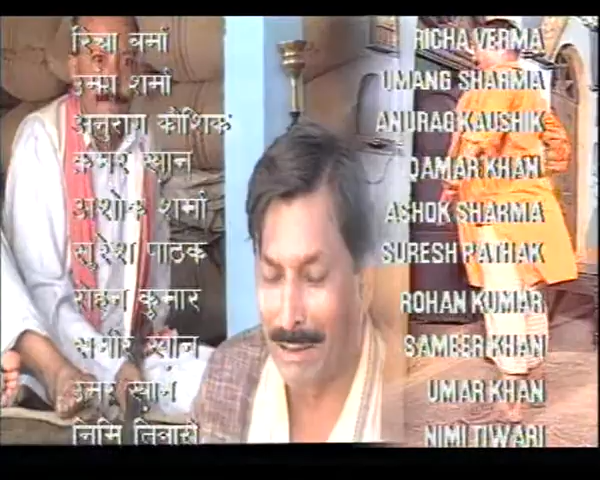 रिचा वर्मा RICHA VERMA
उमंग शर्मा UMANG SHARMA
अनुराग कौशिक ANURAG KAUSHIK
क़मर खान QAMAR KHAN
अशोक शर्मा ASHOK SHARMA
सुरेश पाठक SURESH PATHAK
रोहन कुमार ROHAN KUMAR
समीर खान SAMEER KHAN
उमर खान UMAR KHAN
निमि तिवारी NIMI TIWARI